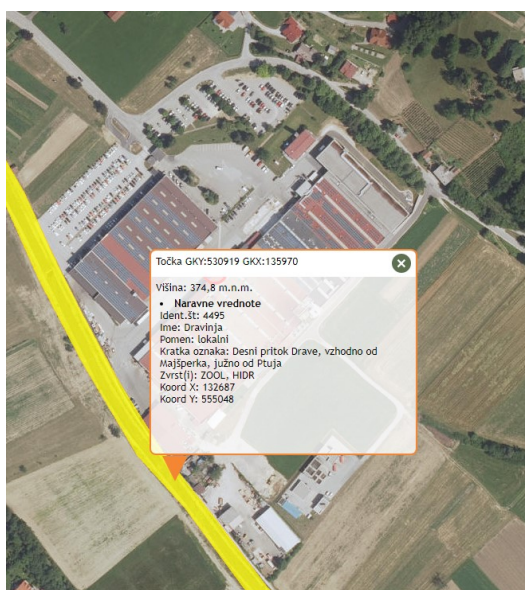 Točka GKY:530919 GKX:135970
Višina: 374,8 m.n.m.
• Naravne vrednote
Ident.št: 4495
Ime: Dravinja
Pomen: lokalni
Kratka oznaka: Desni pritok Drave, vzhodno od
Majšperka, južno od Ptuja
Zvrst(i): ZOOL, HIDR
Koord X: 132687
Koord Y: 555048